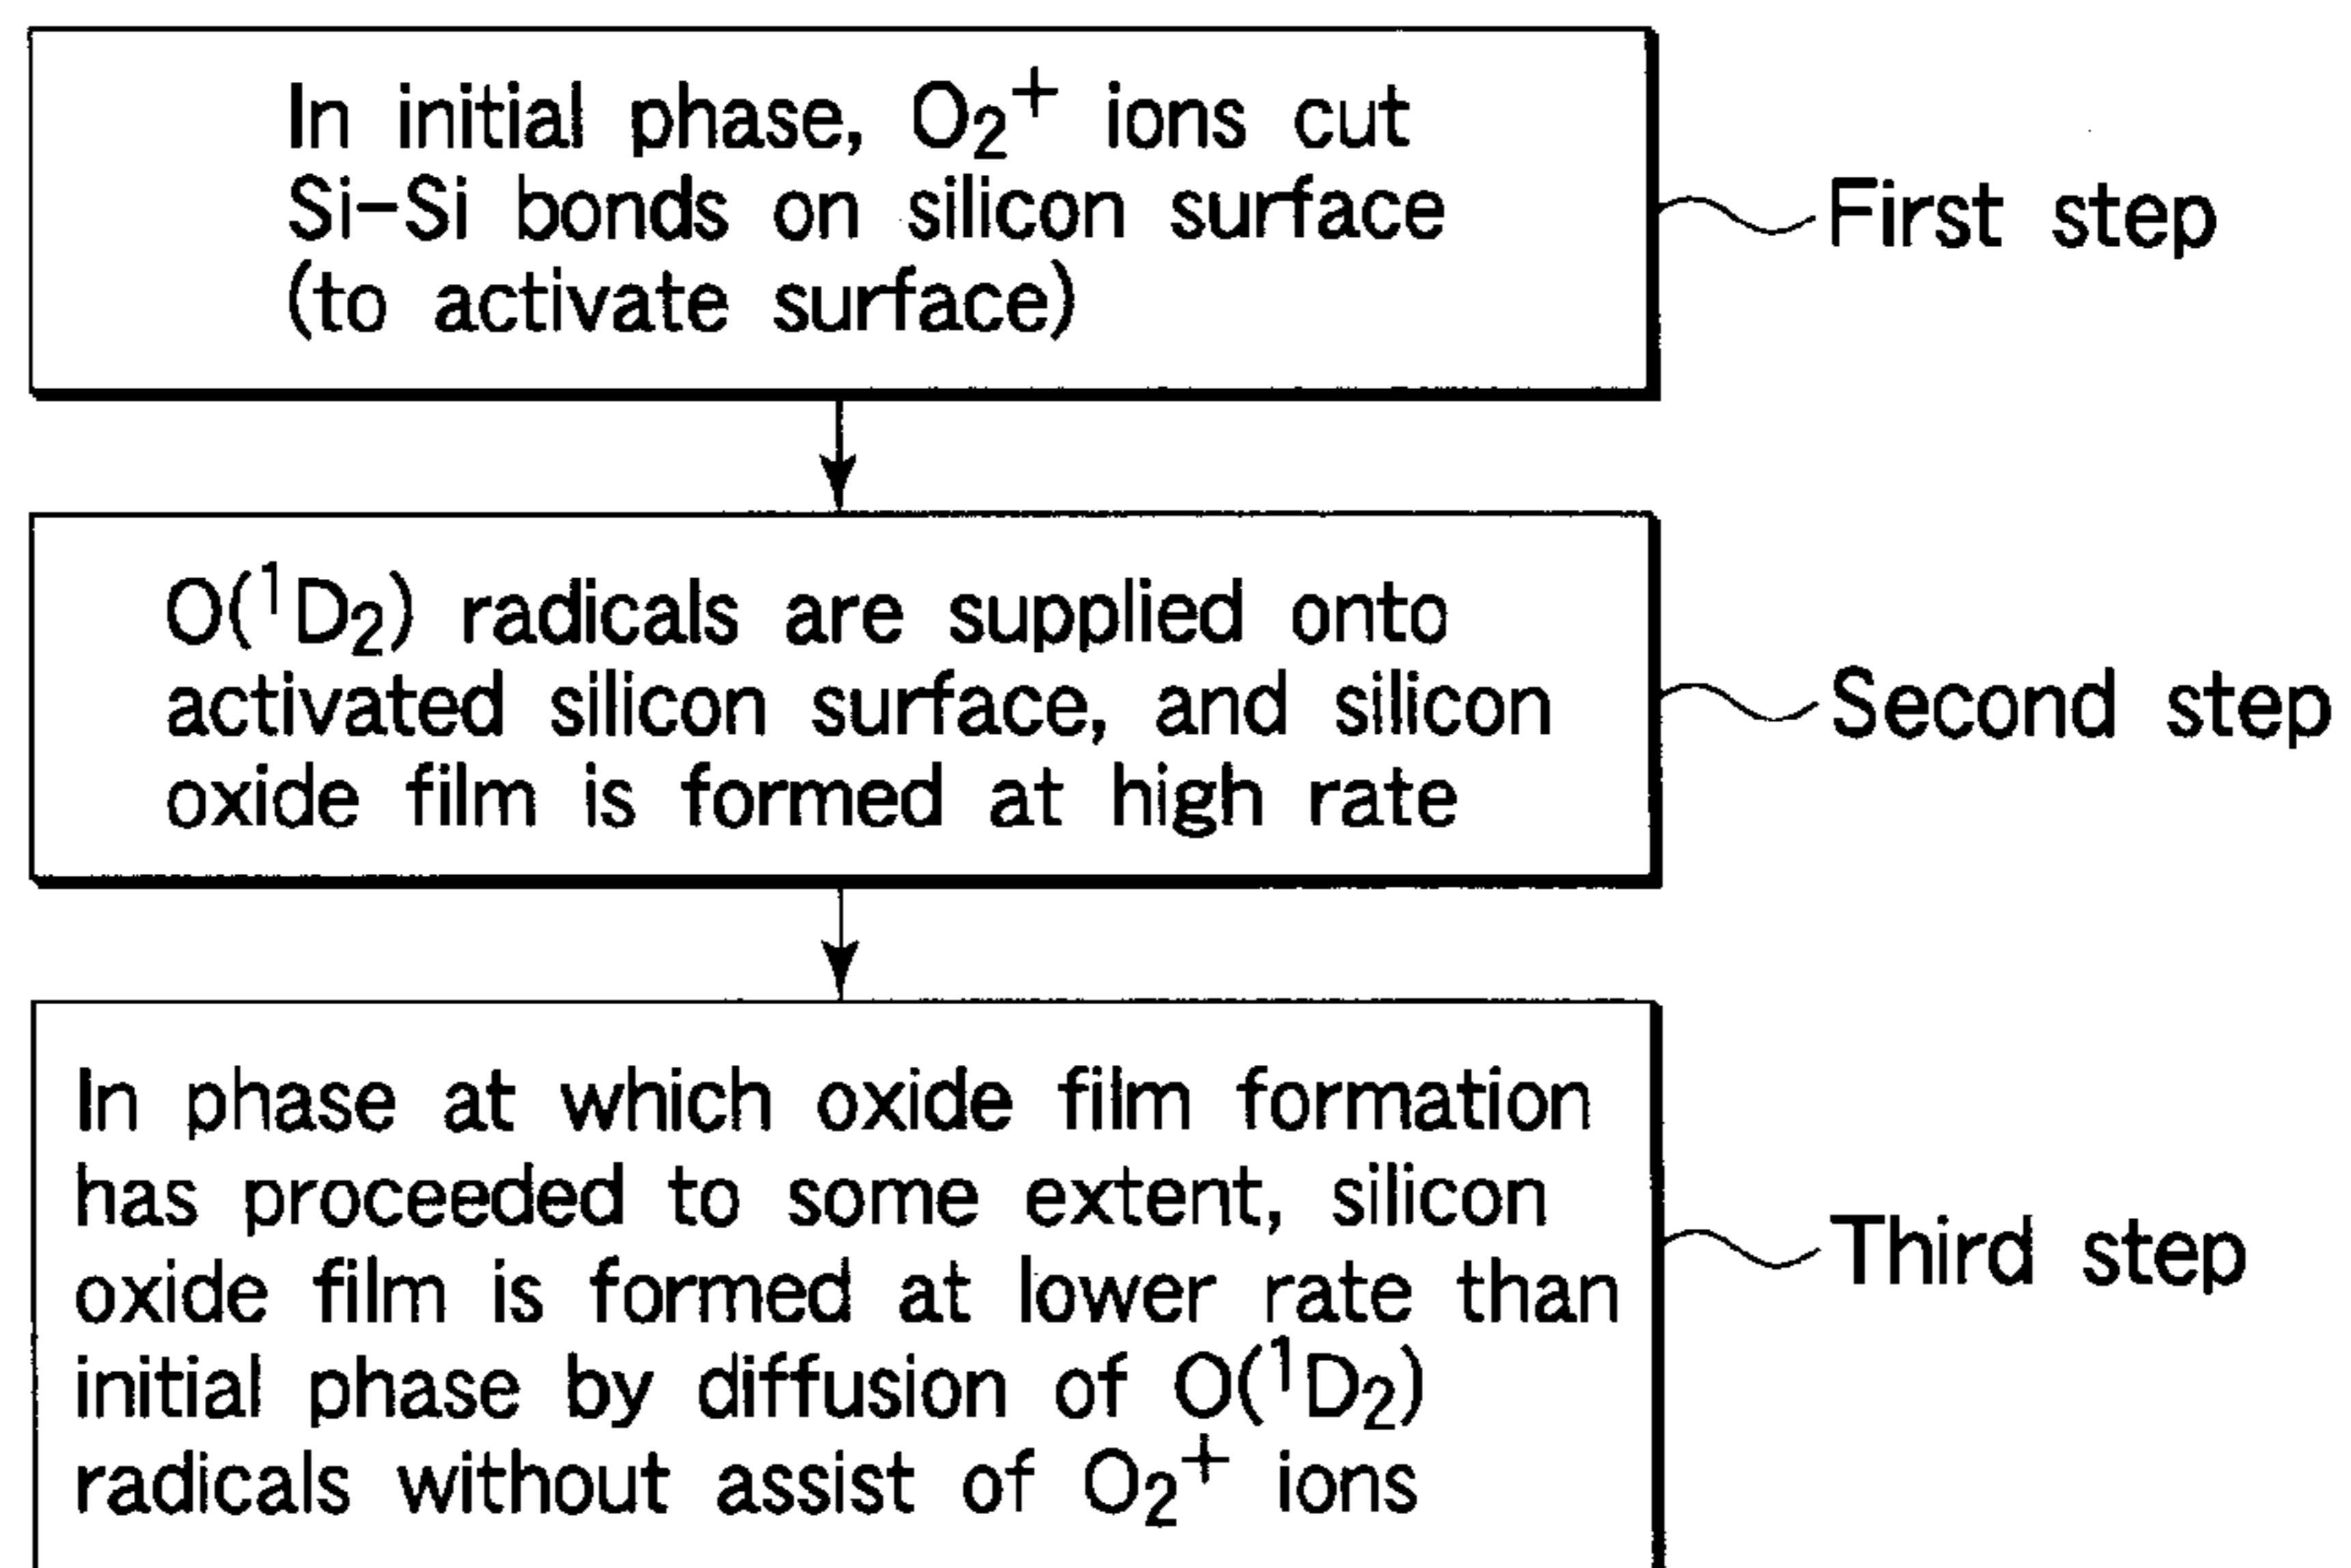 In initial phase, O₂⁺ ions cut
Si-Si bonds on silicon surface
(to activate surface)
First step
O(¹D₂) radicals are supplied onto
activated silicon surface, and silicon
oxide film is formed at high rate
Second step
In phase at which oxide film formation
has proceeded to some extent, silicon
oxide film is formed at lower rate than
initial phase by diffusion of O(¹D₂)
radicals without assist of O₂⁺ ions
Third step